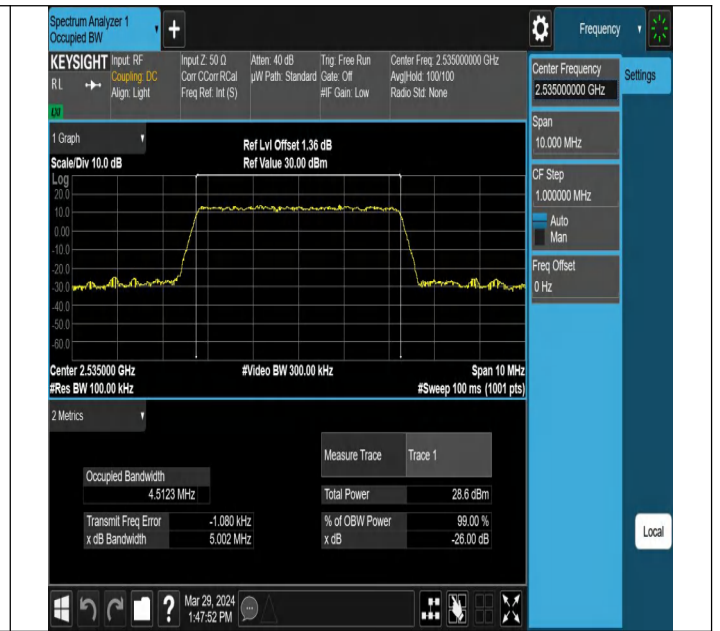 Spectrum Analyzer 1
Occupied BW
+
Frequency
KEYSIGHT
RL
LXI
Input: RF
Coupling: DC
Align: Light
Input Z: 50 Ω
Corr CCorr RCal
Freq Ref: Int (S)
Atten: 40 dB
µW Path: Standard
Trig: Free Run
Gate: Off
#IF Gain: Low
Center Freq: 2.535000000 GHz
Avg|Hold: 100/100
Radio Std: None
Center Frequency
2.535000000 GHz
Settings
Span
10.000 MHz
CF Step
1.000000 MHz
Auto
Man
Freq Offset
0 Hz
Local
1 Graph
Scale/Div 10.0 dB
Ref Lvl Offset 1.36 dB
Ref Value 30.00 dBm
Log
20.0
10.0
0.00
-10.0
-20.0
-30.0
-40.0
-50.0
-60.0
Center 2.535000 GHz
#Video BW 300.00 kHz
Span 10 MHz
#Res BW 100.00 kHz
#Sweep 100 ms (1001 pts)
2 Metrics
Measure Trace Trace 1
Occupied Bandwidth
4.5123 MHz
Total Power 28.6 dBm
Transmit Freq Error -1.080 kHz
% of OBW Power 99.00 %
x dB Bandwidth 5.002 MHz
x dB -26.00 dB
?
Mar 29, 2024
1:47:52 PM